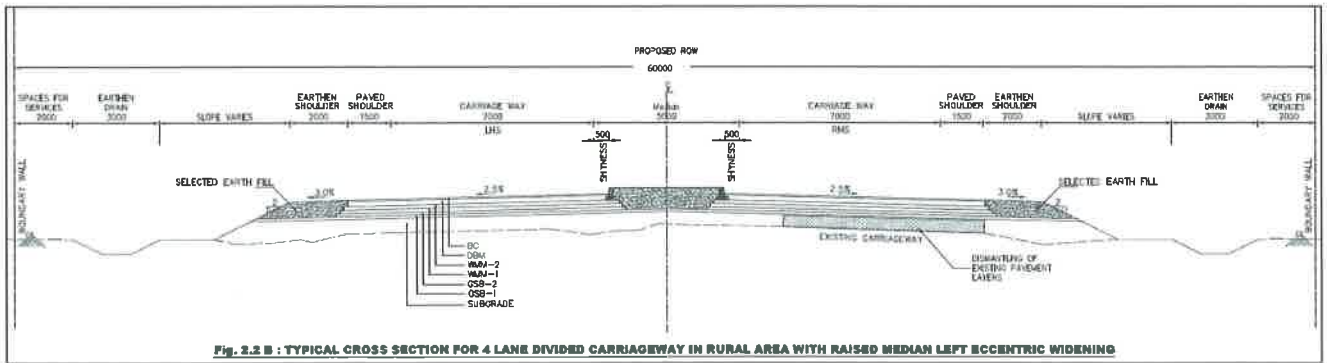 PROPOSED ROW
60000
SPACES FOR SERVICES
2000
EARTHEN DRAIN
3000
SLOPE VARIES
EARTHEN SHOULDER
2000
PAVED SHOULDER
1500
CARRIAGE WAY
7000
LHS
Median
5000
CARRIAGE WAY
7000
RHS
PAVED SHOULDER
1500
EARTHEN SHOULDER
SLOPE VARIES
EARTHEN DRAIN
3000
SPACES FOR SERVICES
2000
500
SHYNESS
500
SHYNESS
BOUNDARY WALL
SELECTED EARTH FILL
3.0%
2.5%
2.5%
3.0%
SELECTED EARTH FILL
BOUNDARY WALL
EXISTING CARRIAGEWAY
DISMANTLING OF
EXISTING PAVEMENT
LAYERS
BC
DBM
WMM-2
WMM-1
GSB-2
GSB-1
SUBGRADE
Fig. 2.2 B : TYPICAL CROSS SECTION FOR 4 LANE DIVIDED CARRIAGEWAY IN RURAL AREA WITH RAISED MEDIAN LEFT ECCENTRIC WIDENING